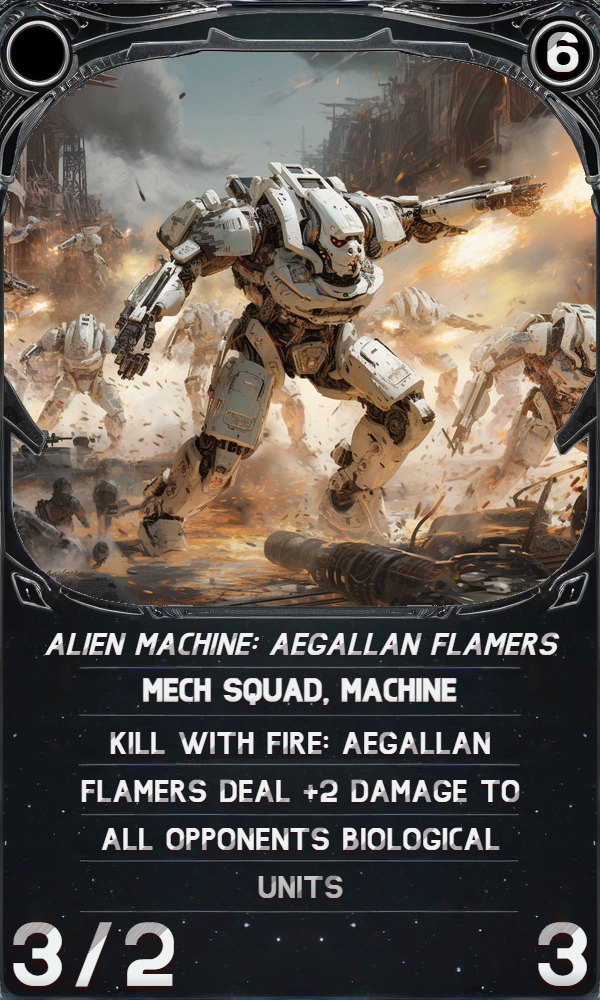 6
ALIEN MACHINE: AEGALLAN FLAMERS
MECH SQUAD, MACHINE
KILL WITH FIRE: AEGALLAN
FLAMERS DEAL +2 DAMAGE TO
ALL OPPONENTS BIOLOGICAL
UNITS
3/2
3